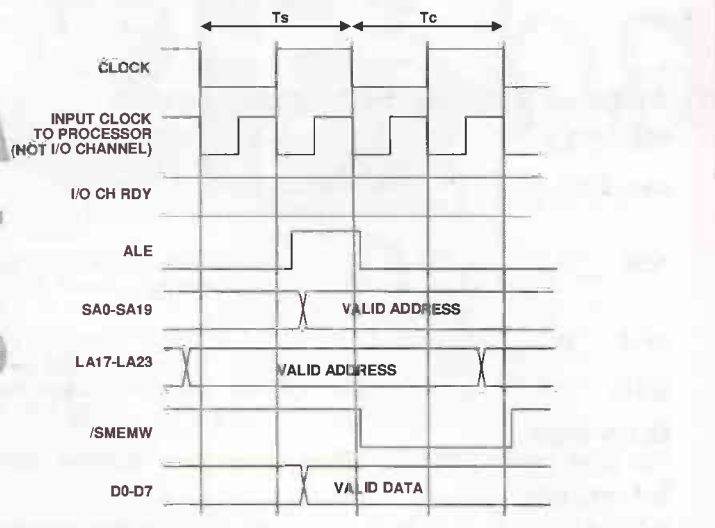 Ts Tc
CLOCK
INPUT CLOCK
TO PROCESSOR
(NOT I/O CHANNEL)
I/O CH RDY
ALE
SA0-SA19 VALID ADDRESS
LA17-LA23 VALID ADDRESS
/SMEMW
D0-D7 VALID DATA